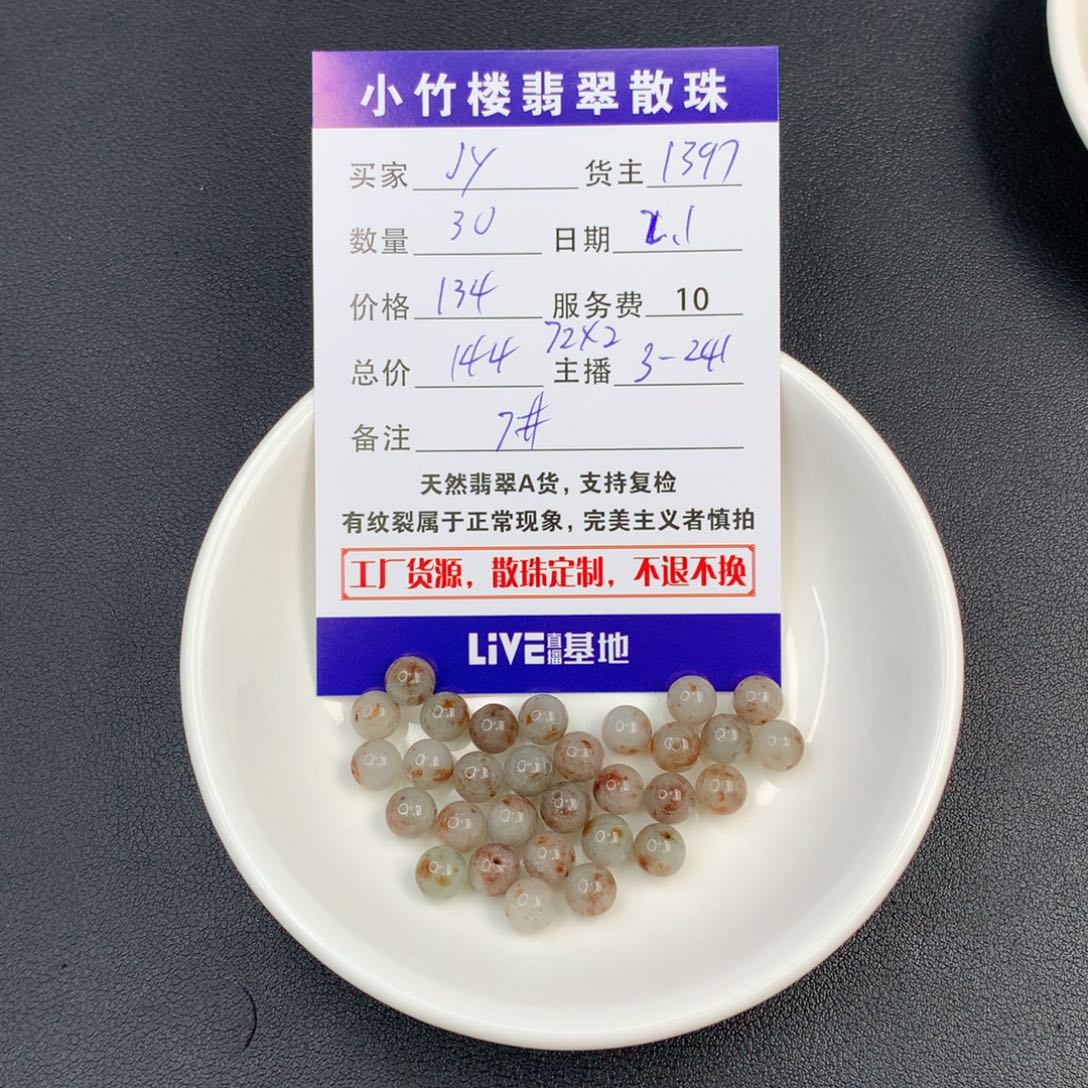 小竹楼翡翠散珠
买家 JY 货主 1397
数量 30 日期 2.1
价格 134 服务费 10
72×2
总价 144 主播 3-241
备注 7#
天然翡翠A货，支持复检
有纹裂属于正常现象，完美主义者慎拍
工厂货源，散珠定制，不退不换
LiVE直播基地